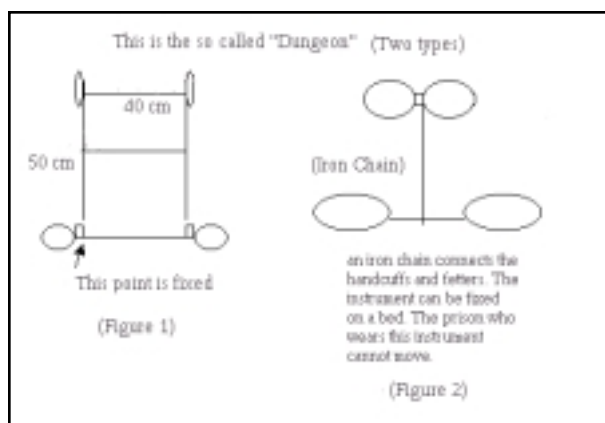 This is the so called "Dungeon" (Two types)
40 cm
50 cm
This point is fixed
(Figure 1)
(Iron Chain)
an iron chain connects the
handcuffs and fetters. The
instrument can be fixed
on a bed. The prison who
wears this instrument
cannot move.
(Figure 2)